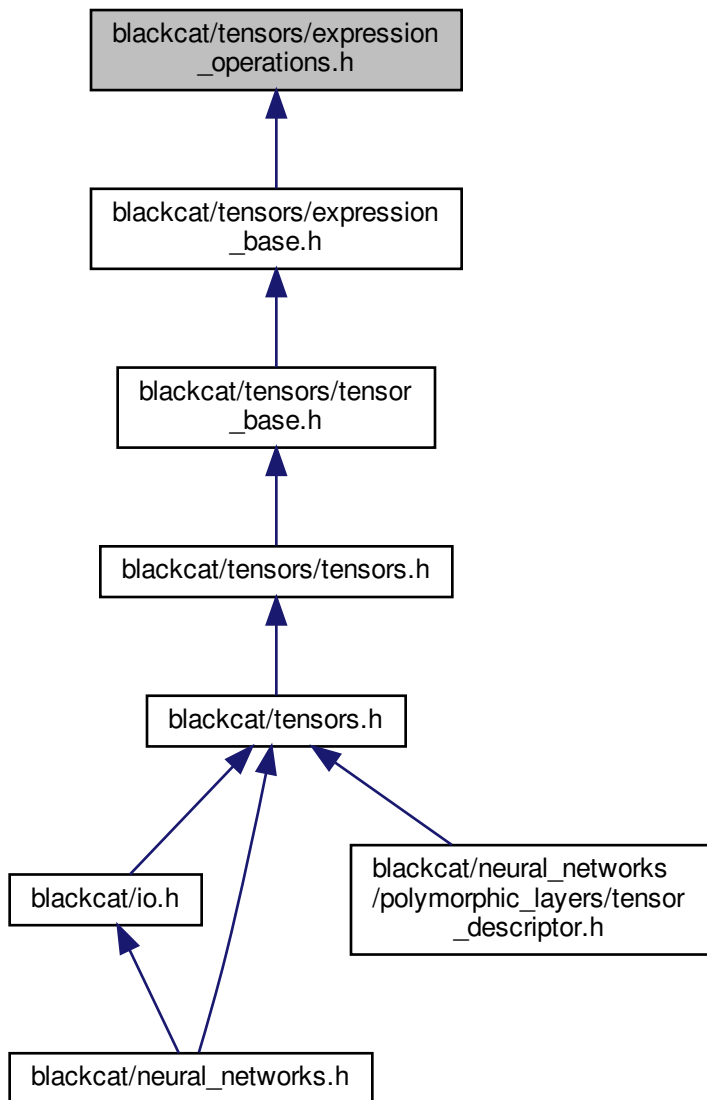 blackcat/tensors/expression
_operations.h
blackcat/tensors/expression
_base.h
blackcat/tensors/tensor
_base.h
blackcat/tensors/tensors.h
blackcat/tensors.h
blackcat/io.h
blackcat/neural_networks
/polymorphic_layers/tensor
_descriptor.h
blackcat/neural_networks.h